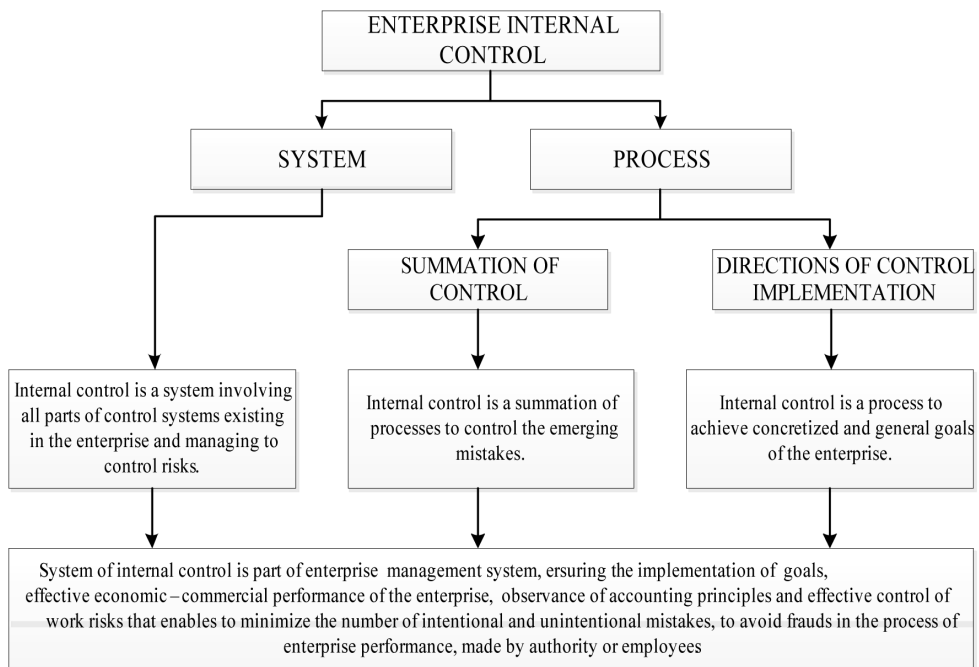 ENTERPRISE INTERNAL
CONTROL
SYSTEM
PROCESS
SUMMATION OF
CONTROL
DIRECTIONS OF CONTROL
IMPLEMENTATION
Internal control is a system involving
all parts of control systems existing
in the enterprise and managing to
control risks.
Internal control is a summation of
processes to control the emerging
mistakes.
Internal control is a process to
achieve concretized and general goals
of the enterprise.
System of internal control is part of enterprise management system, ersuring the implementation of goals,
effective economic–commercial performance of the enterprise, observance of accounting principles and effective control of
work risks that enables to minimize the number of intentional and unintentional mistakes, to avoid frauds in the process of
enterprise performance, made by authority or employees